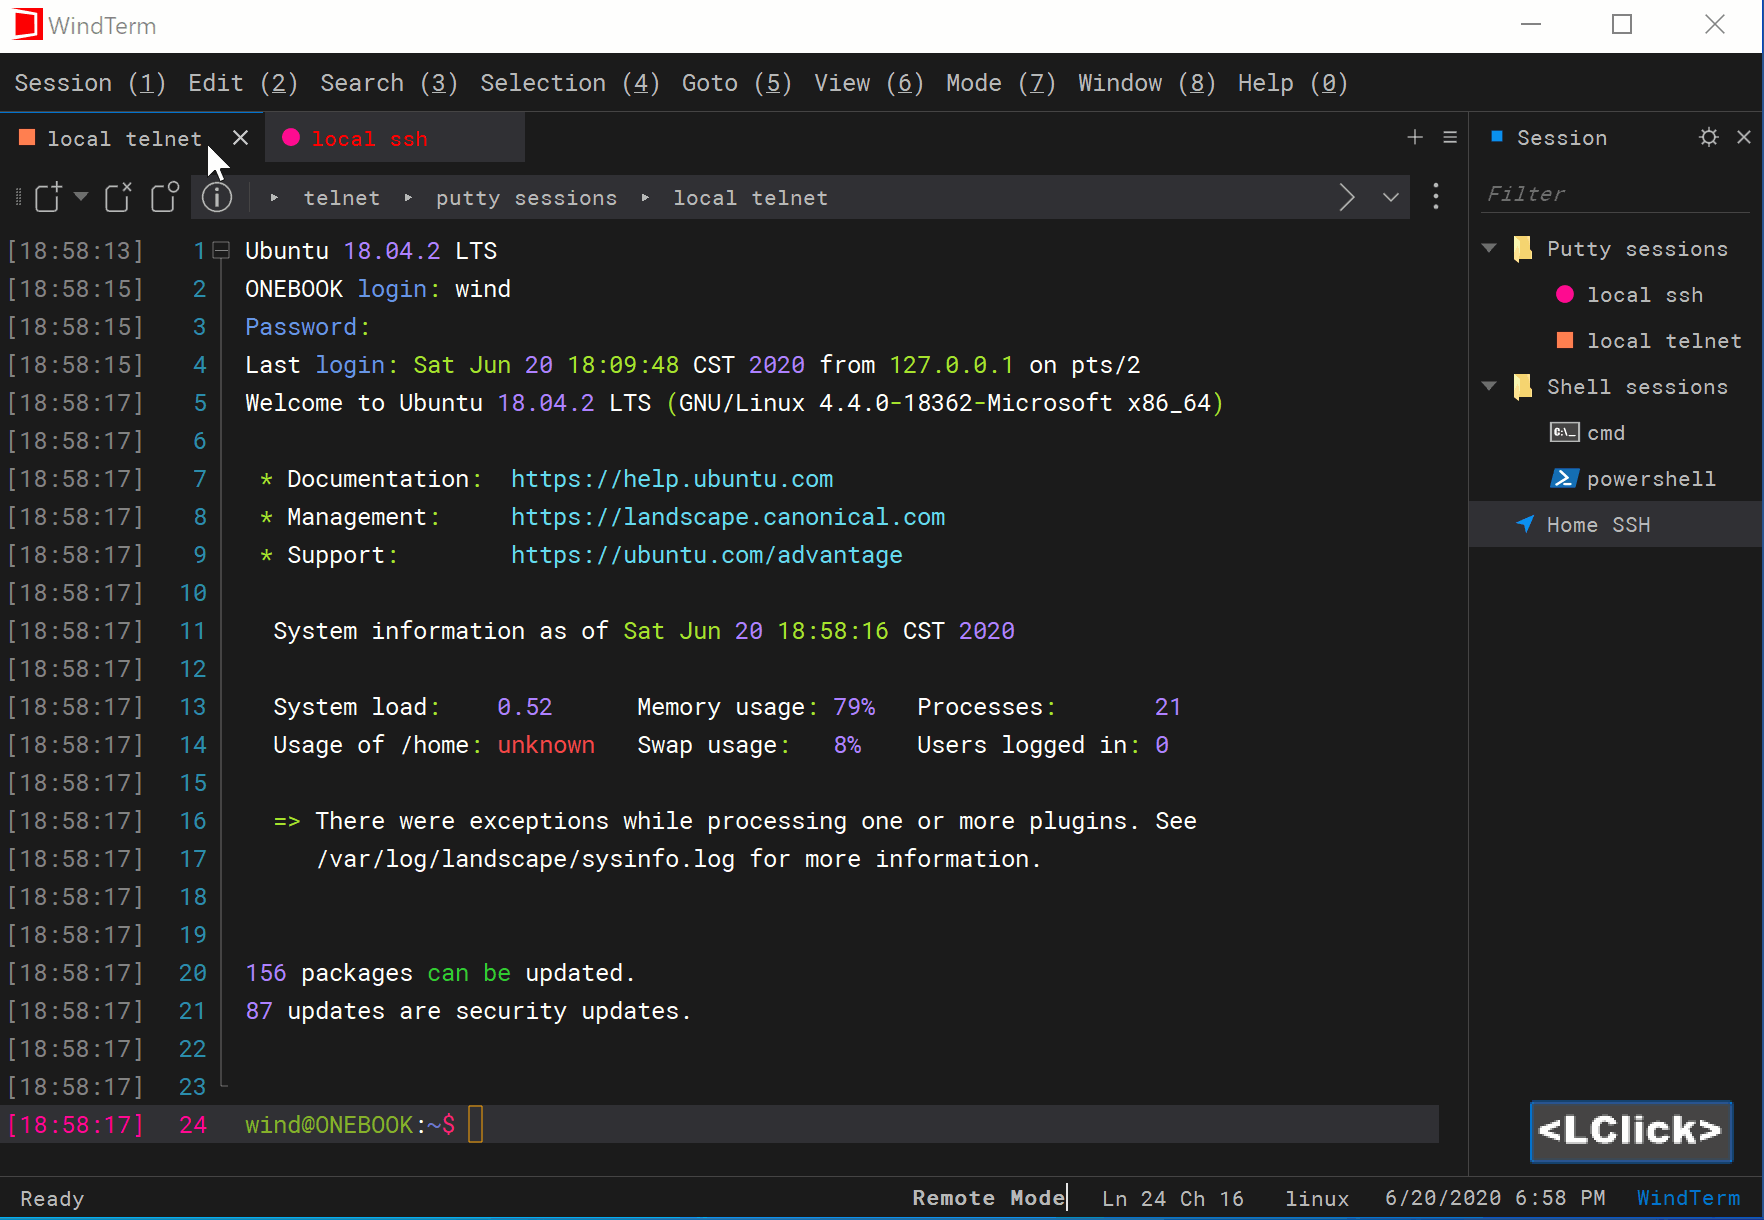 WindTerm
Session (1) Edit (2) Search (3) Selection (4) Goto (5) View (6) Mode (7) Window (8) Help (0)
local telnet
local ssh
telnet putty sessions local telnet
[18:58:13] 1 Ubuntu 18.04.2 LTS
[18:58:15] 2 ONEBOOK login: wind
[18:58:15] 3 Password:
[18:58:15] 4 Last login: Sat Jun 20 18:09:48 CST 2020 from 127.0.0.1 on pts/2
[18:58:17] 5 Welcome to Ubuntu 18.04.2 LTS (GNU/Linux 4.4.0-18362-Microsoft x86_64)
[18:58:17] 6
[18:58:17] 7 * Documentation: https://help.ubuntu.com
[18:58:17] 8 * Management: https://landscape.canonical.com
[18:58:17] 9 * Support: https://ubuntu.com/advantage
[18:58:17] 10
[18:58:17] 11 System information as of Sat Jun 20 18:58:16 CST 2020
[18:58:17] 12
[18:58:17] 13 System load: 0.52 Memory usage: 79% Processes: 21
[18:58:17] 14 Usage of /home: unknown Swap usage: 8% Users logged in: 0
[18:58:17] 15
[18:58:17] 16 => There were exceptions while processing one or more plugins. See
[18:58:17] 17 /var/log/landscape/sysinfo.log for more information.
[18:58:17] 18
[18:58:17] 19
[18:58:17] 20 156 packages can be updated.
[18:58:17] 21 87 updates are security updates.
[18:58:17] 22
[18:58:17] 23
[18:58:17] 24 wind@ONEBOOK:~$
Session
Filter
Putty sessions
local ssh
local telnet
Shell sessions
cmd
powershell
Home SSH
<LClick>
Ready Remote Mode Ln 24 Ch 16 linux 6/20/2020 6:58 PM WindTerm